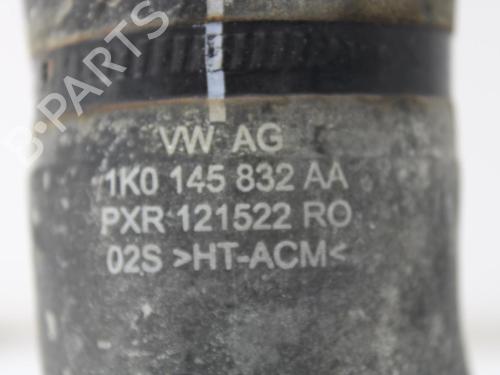 B-PARTS
VW AG
1K0 145 832 AA
PXR 121522 RO
02S >HT-ACM<